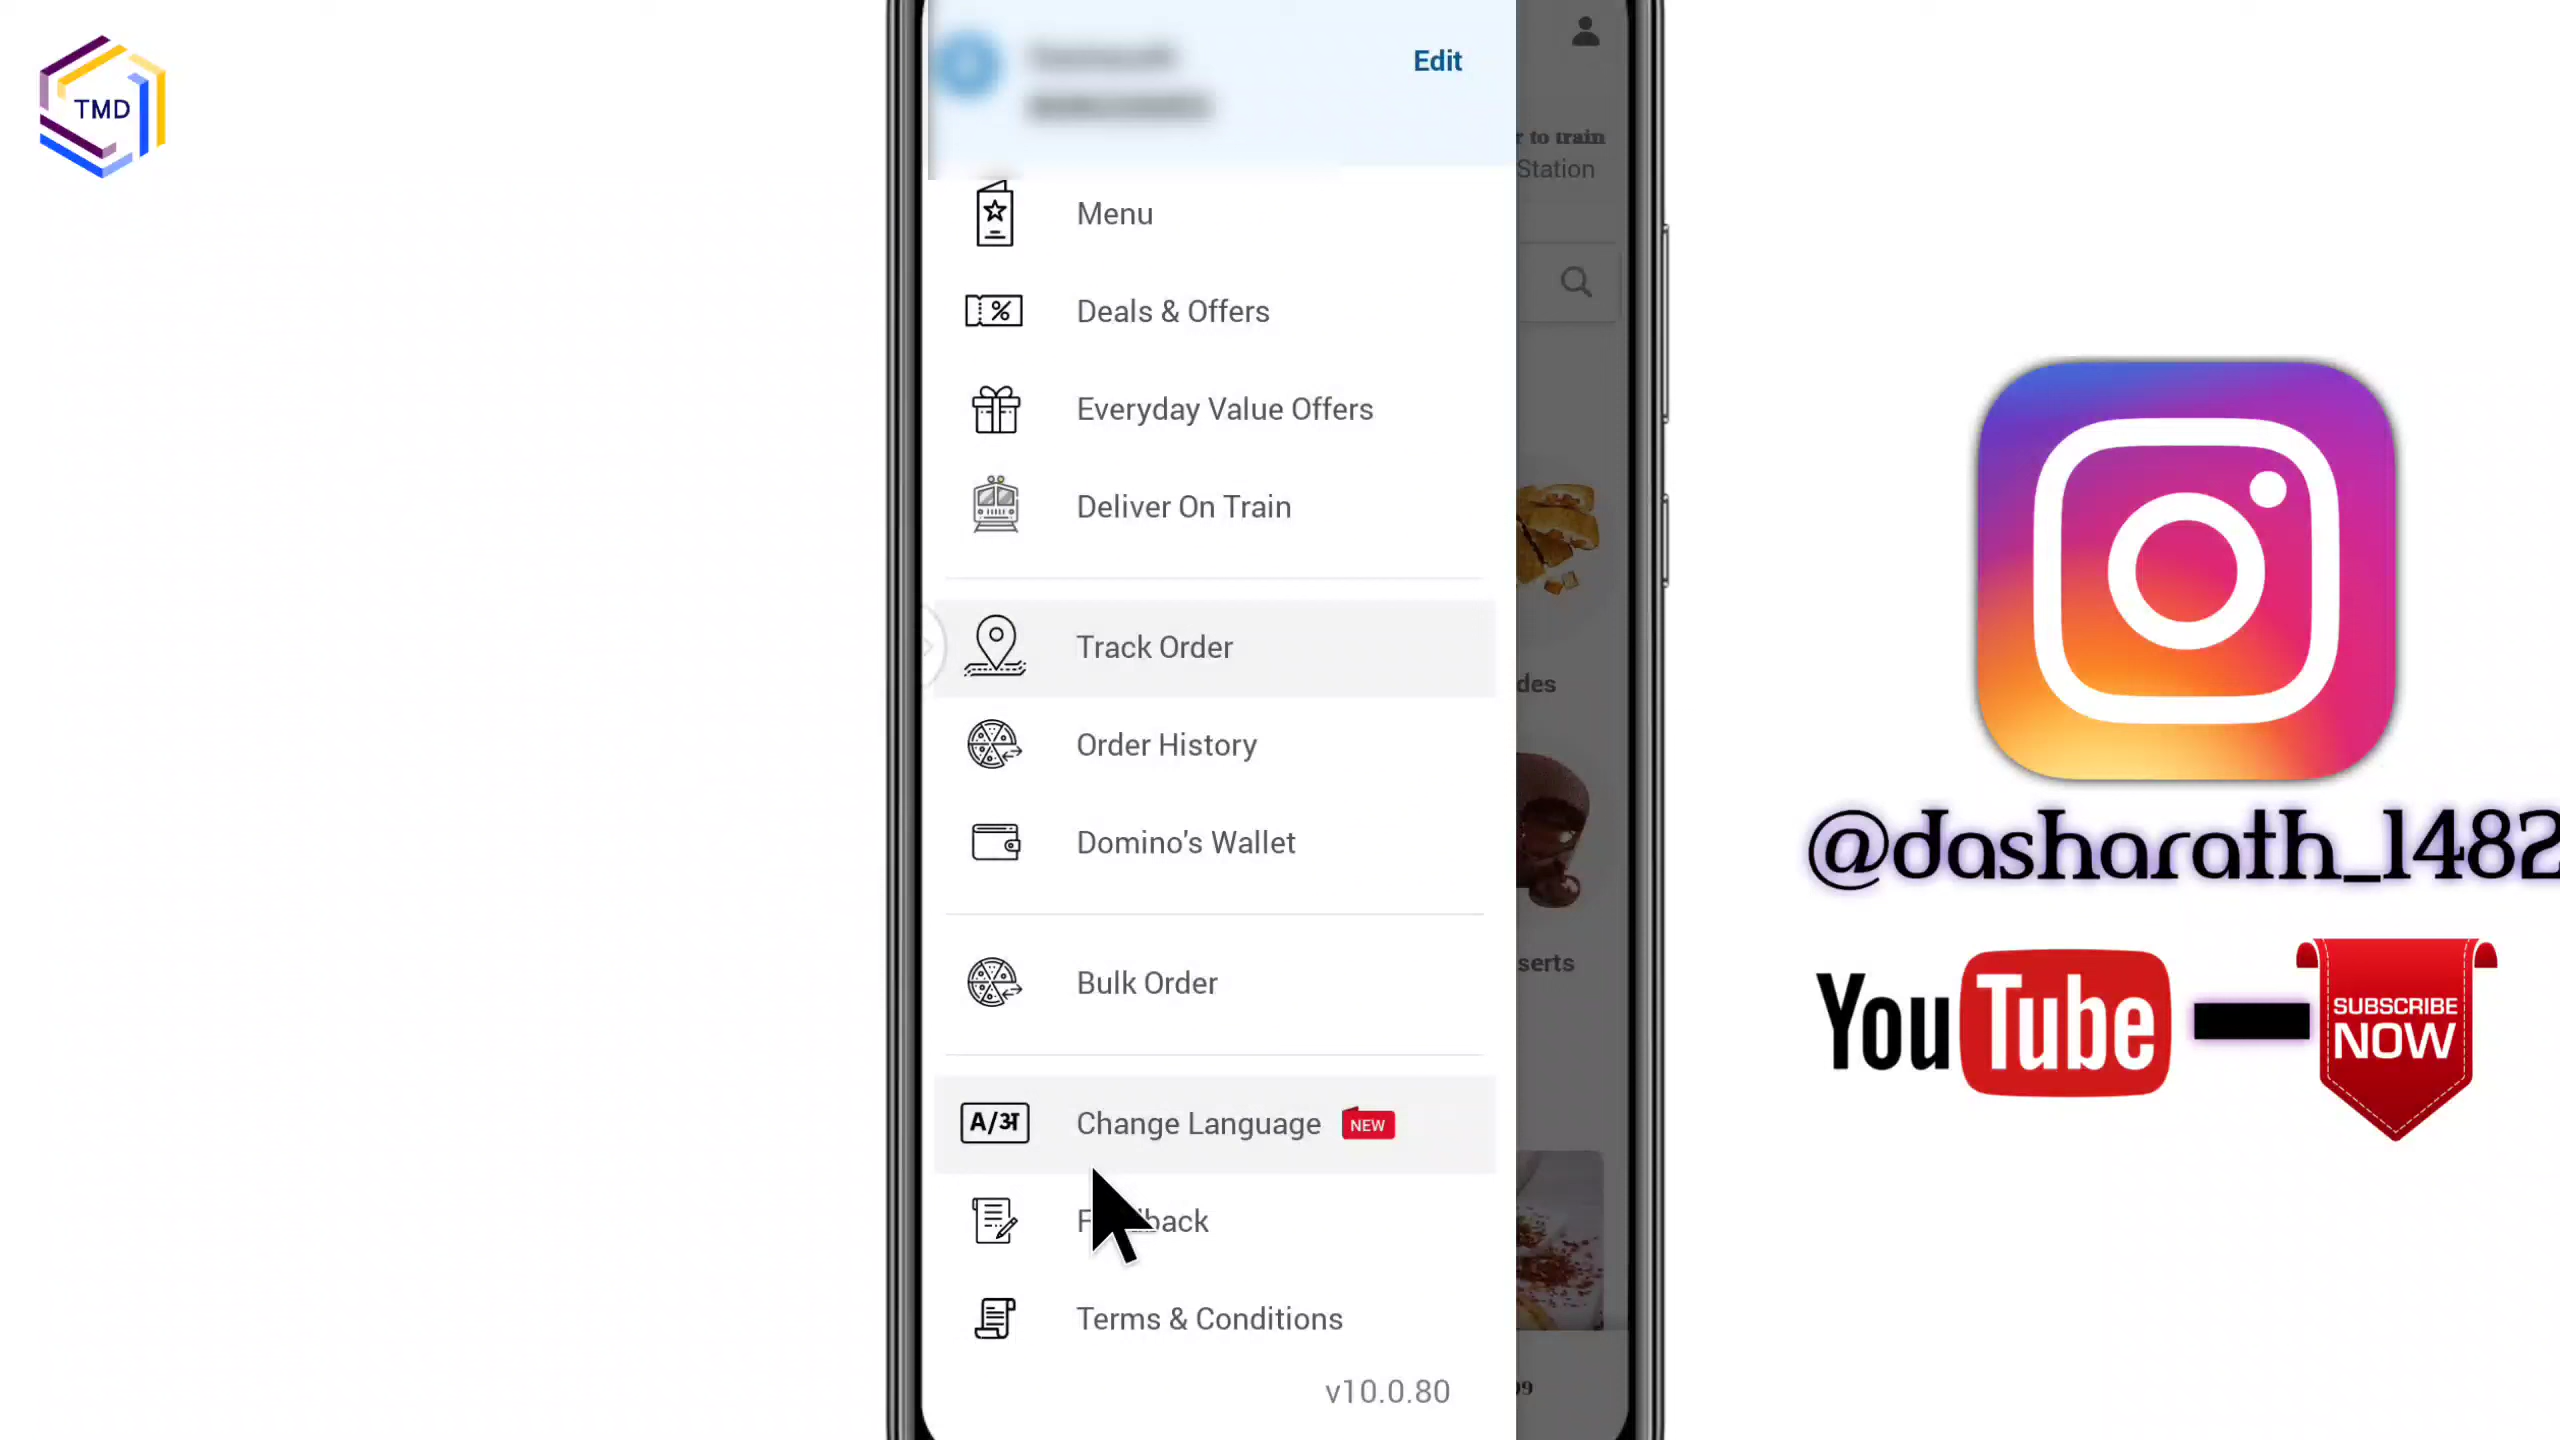 TMD
Edit
r to train
Station
Menu
Deals & Offers
Everyday Value Offers
Deliver On Train
Track Order
des
Order History
Domino's Wallet
serts
Bulk Order
A/अ Change Language NEW
Terms & Conditions
v10.0.80
@dasharath_1482
YouTube
SUBSCRIBE
NOW